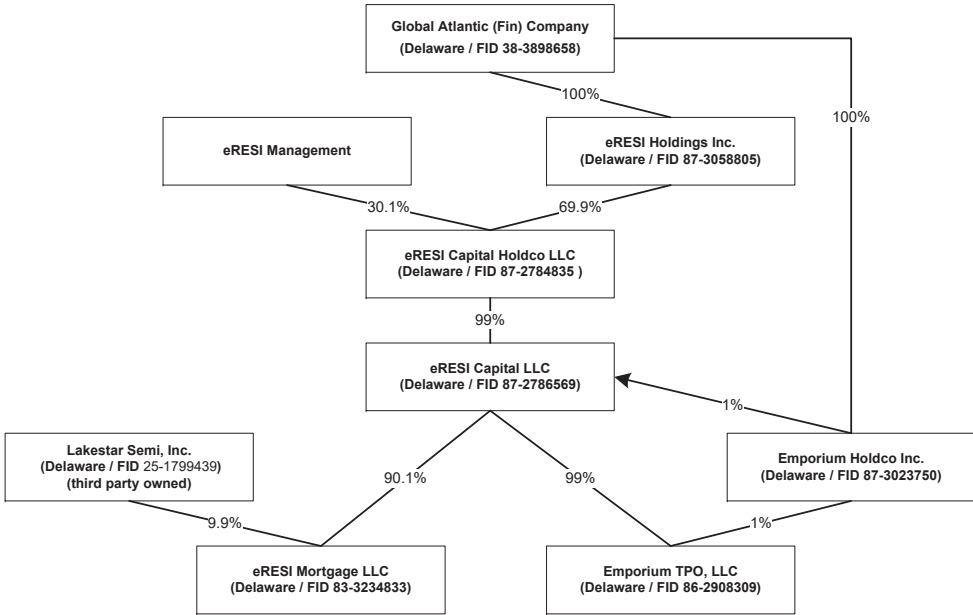 Global Atlantic (Fin) Company
(Delaware / FID 38-3898658)
100%
100%
eRESI Management
eRESI Holdings Inc.
(Delaware / FID 87-3058805)
30.1%
69.9%
eRESI Capital Holdco LLC
(Delaware / FID 87-2784835 )
99%
eRESI Capital LLC
(Delaware / FID 87-2786569)
1%
Lakestar Semi, Inc.
(Delaware / FID 25-1799439)
(third party owned)
Emporium Holdco Inc.
(Delaware / FID 87-3023750)
90.1%
99%
9.9%
1%
eRESI Mortgage LLC
(Delaware / FID 83-3234833)
Emporium TPO, LLC
(Delaware / FID 86-2908309)